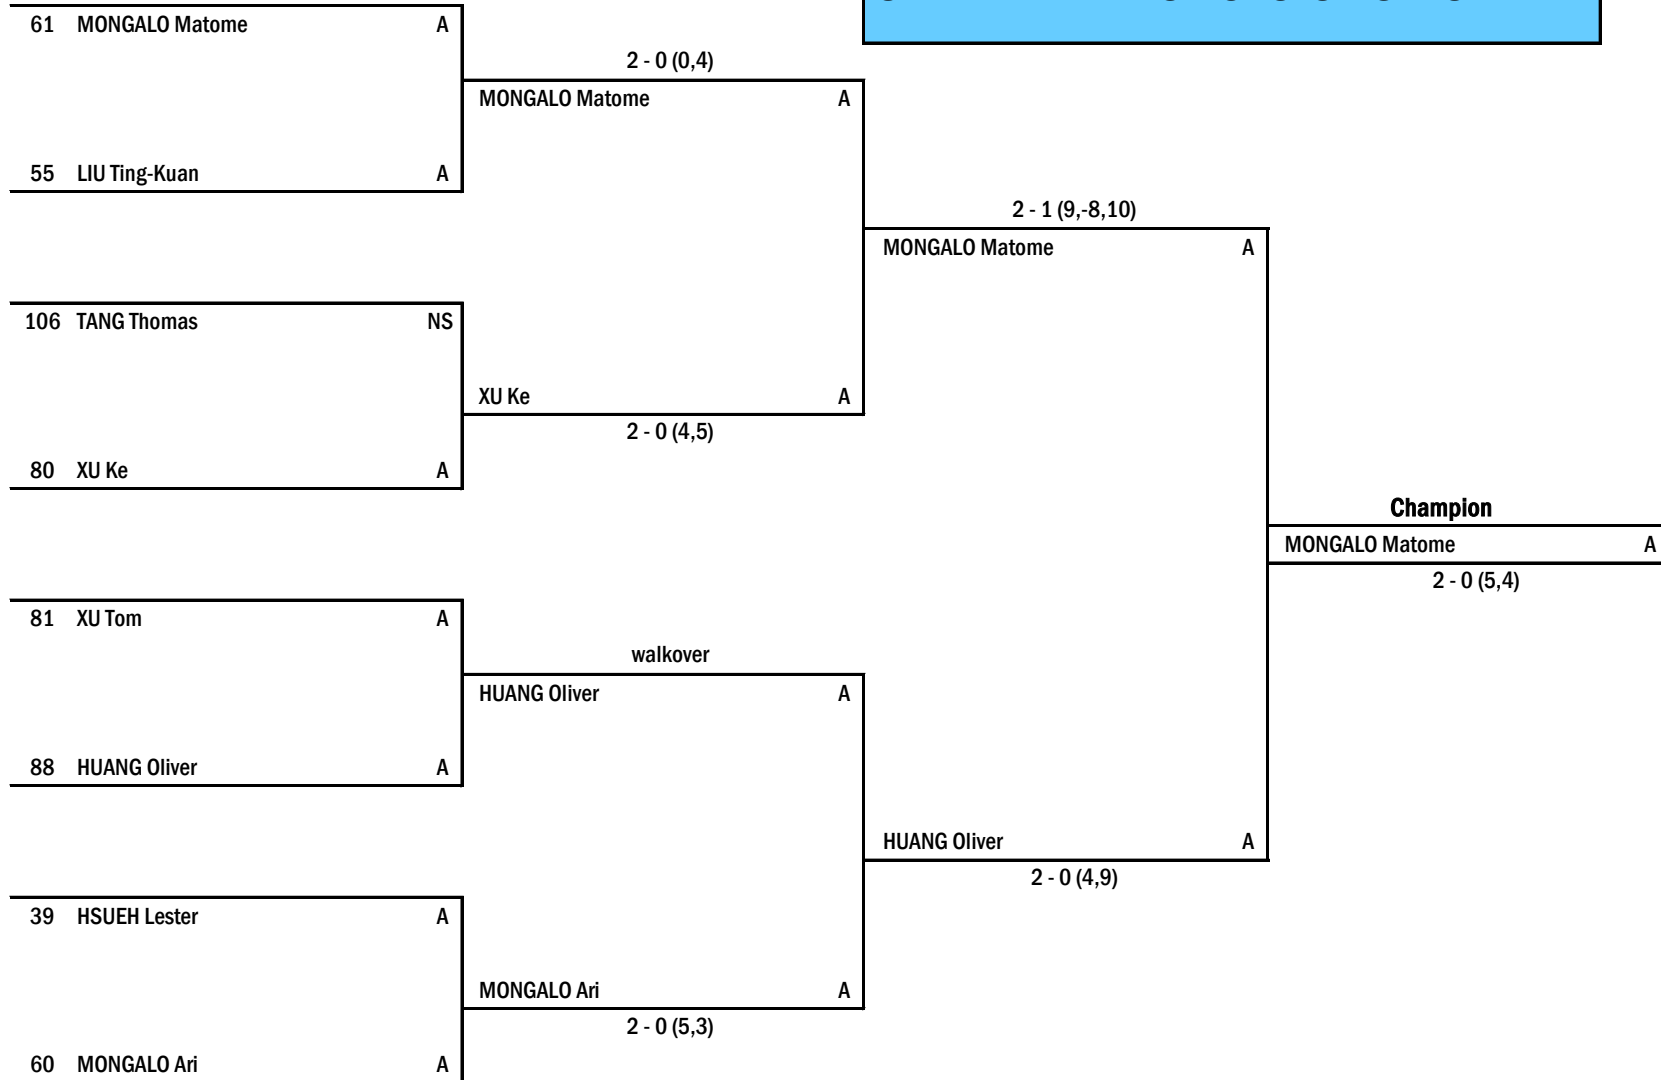 61 MONGALO Matome A
2 - 0 (0,4)
MONGALO Matome A
55 LIU Ting-Kuan A
2 - 1 (9,-8,10)
MONGALO Matome A
106 TANG Thomas NS
XU Ke A
2 - 0 (4,5)
80 XU Ke A
Champion
MONGALO Matome A
2 - 0 (5,4)
81 XU Tom A
walkover
HUANG Oliver A
88 HUANG Oliver A
HUANG Oliver A
2 - 0 (4,9)
39 HSUEH Lester A
MONGALO Ari A
2 - 0 (5,3)
60 MONGALO Ari A